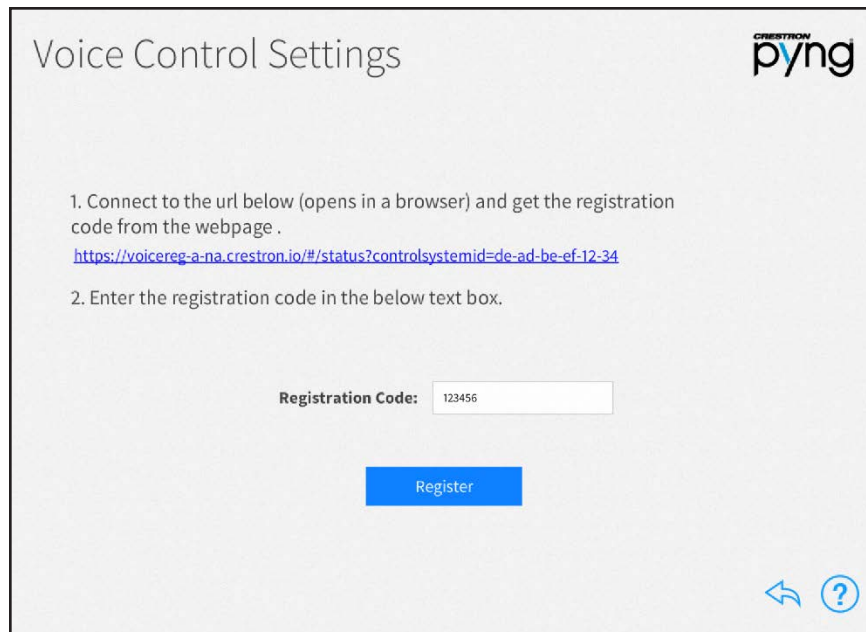 Voice Control Settings
CRESTRON
pyng
1. Connect to the url below (opens in a browser) and get the registration
code from the webpage .
https://voicereg-a-na.crestron.io/#/status?controlsystemid=de-ad-be-ef-12-34
2. Enter the registration code in the below text box.
Registration Code: 123456
Register
?